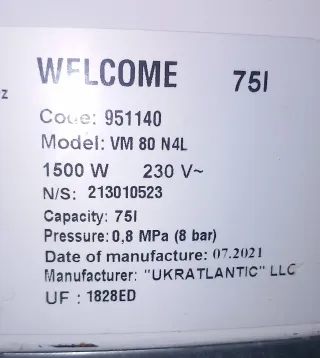 WELCOME 75l
z
Code: 951140
Model: VM 80 N4L
1500 W 230 V~
N/S: 213010523
Capacity: 75l
Pressure: 0,8 MPa (8 bar)
Date of manufacture: 07.2021
Manufacturer: "UKRATLANTIC" LLC
UF : 1828ED